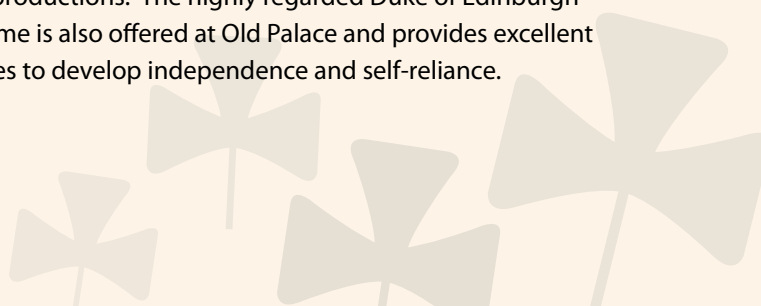 productions. The highly regarded Duke of Edinburgh
me is also offered at Old Palace and provides excellent
es to develop independence and self-reliance.